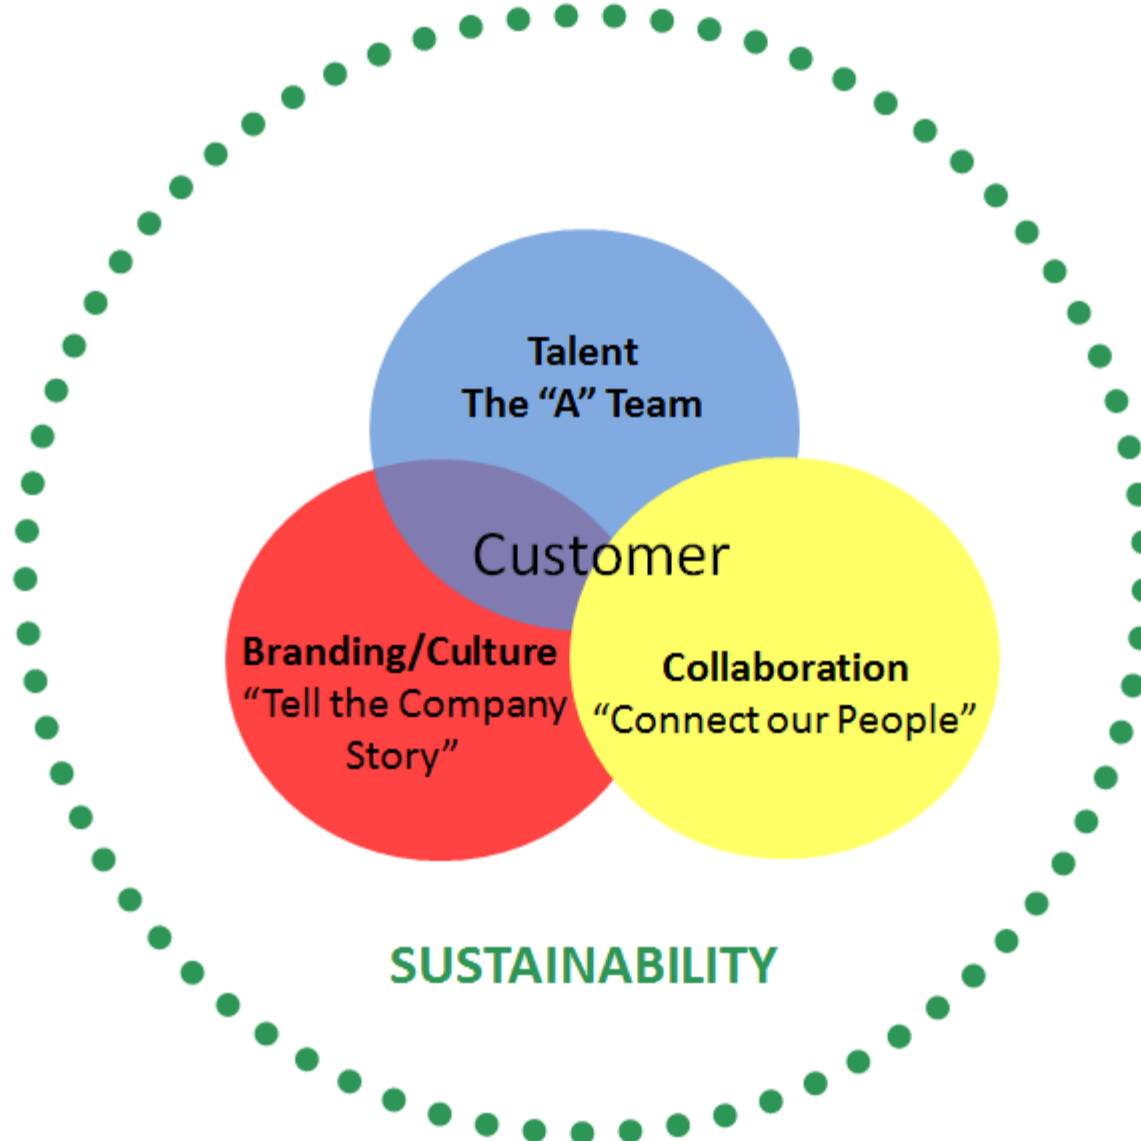 Talent
The “A” Team
Customer
Branding/Culture
“Tell the Company
Story”
Collaboration
“Connect our People”
SUSTAINABILITY